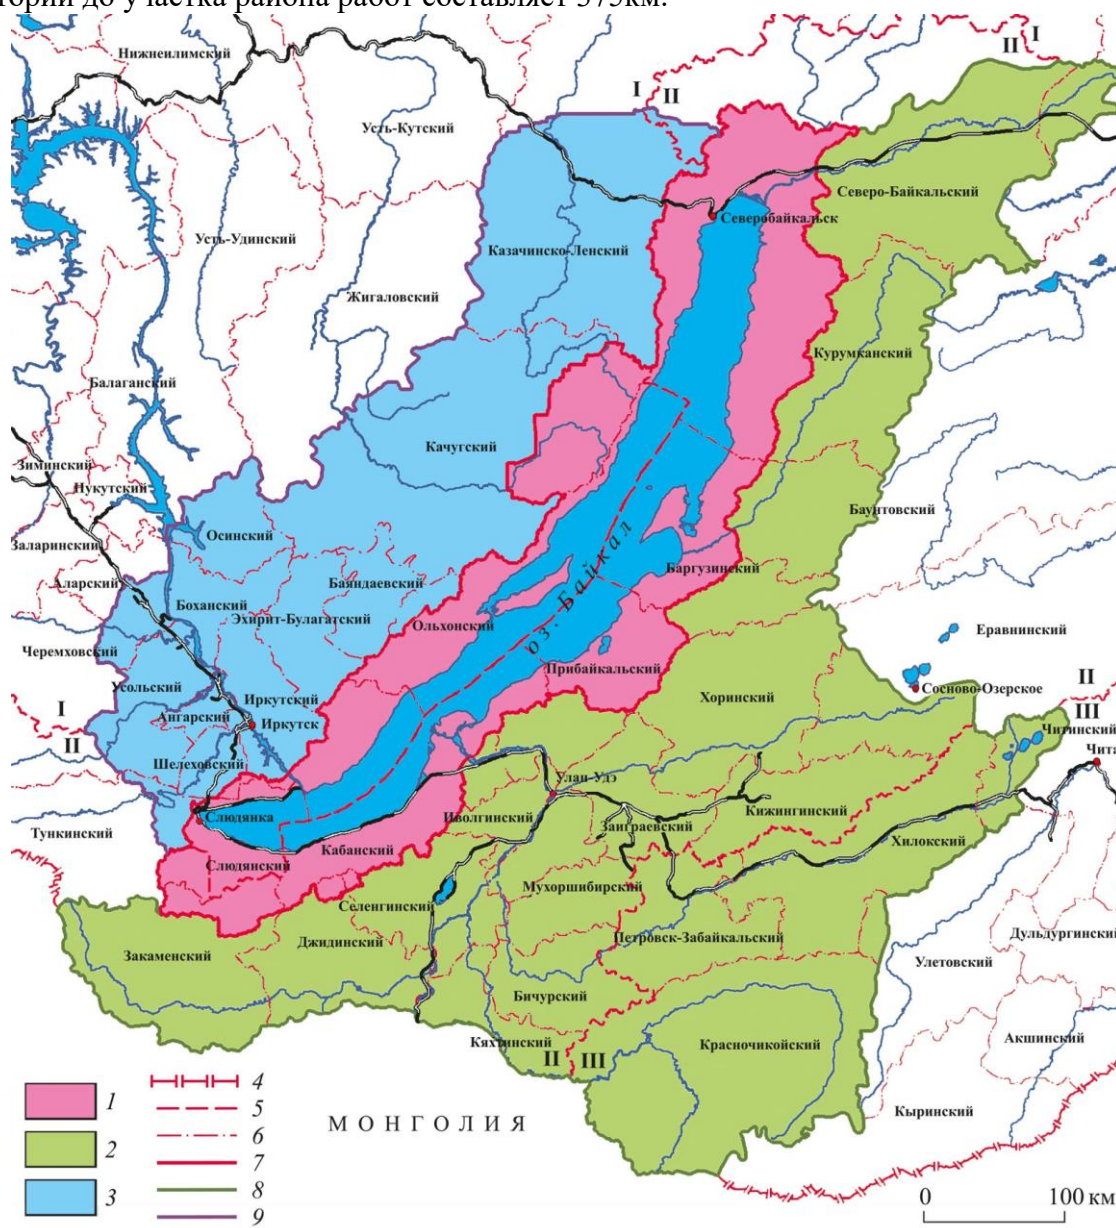 тории до участка района работ составляет 375км.
Нижнеилимский
I
II
I
II
Усть-Кутский
Северо-Байкальский
Северобайкальск
Усть-Удинский
Казачинско-Ленский
Жигаловский
Курумканский
Балаганский
Качугский
Зиминский
Нукутский
Баунтовский
Осинский
Заларинский
оз. Байкал
Баргузинский
Аларский
Баяндаевский
Боханский
Эхирит-Булагатский
Ольхонский
Еравнинский
Черемховский
Прибайкальский
Усольский
Хоринский
Сосново-Озерское
I
II
Иркутский
Ангарский
Иркутск
II
III
Читинский
Шелеховский
Чита
Улан-Удэ
Слюдянка
Иволгинский
Кижингинский
Тункинский
Заиграевский
Хилокский
Кабанский
Слюдянский
Мухоршибирский
Селенгинский
Джидинский
Петровск-Забайкальский
Дульдургинский
Закаменский
Улетовский
Бичурский
Кяхтинский
Красночикойский
Акшинский
II
III
1
4
5
МОНГОЛИЯ
Кыринский
2
6
7
3
8
9
0
100 км